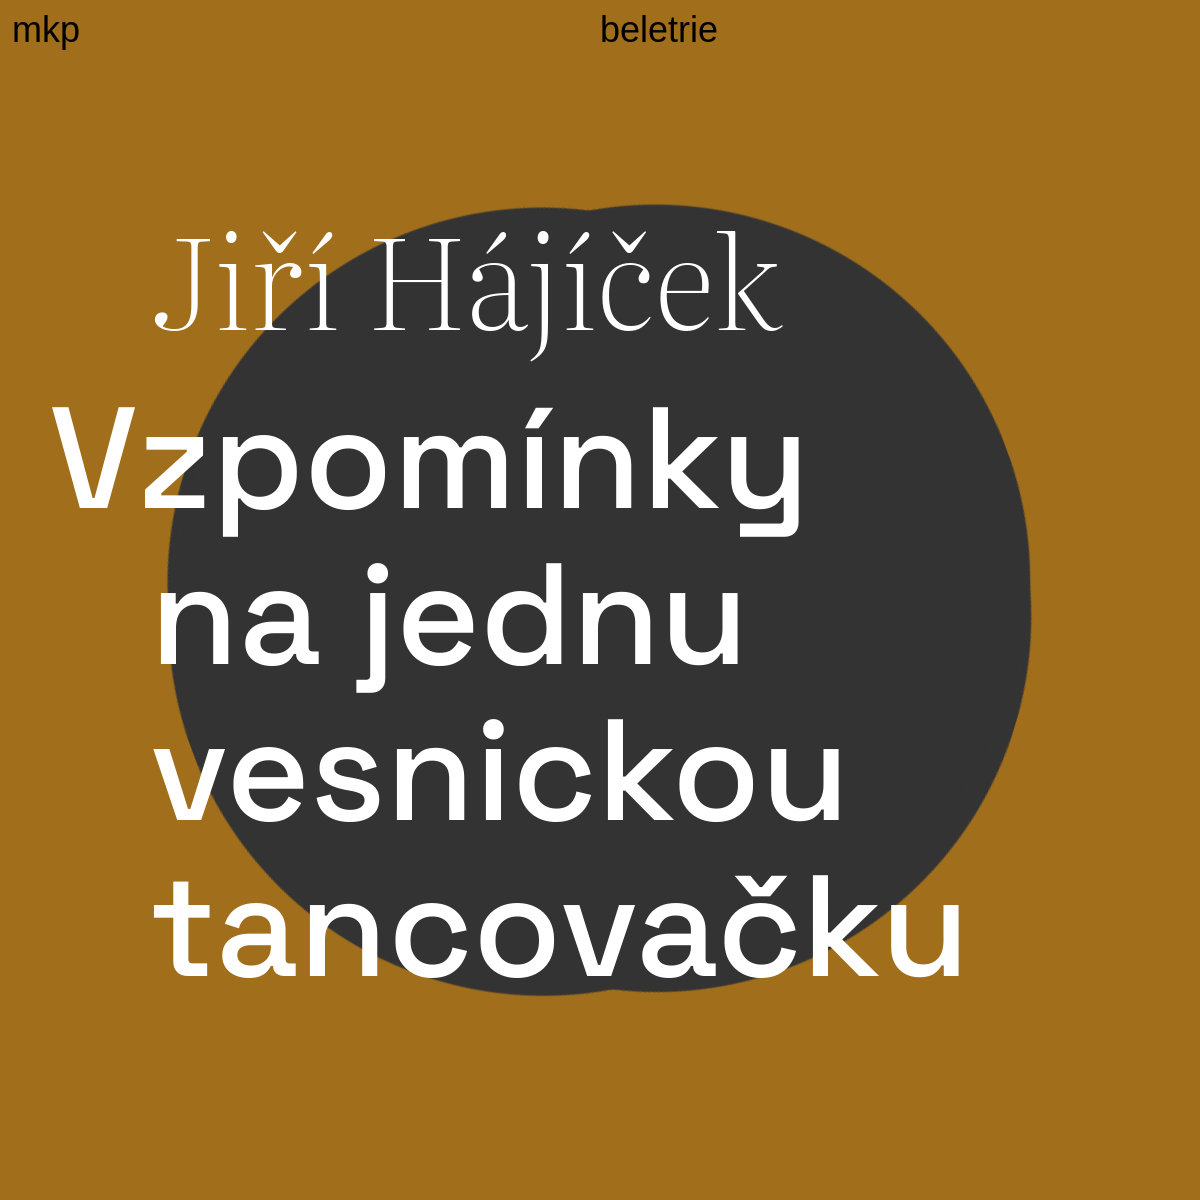 mkp
beletrie
Jiří Hájíček
Vzpomínky
na jednu
vesnickou
tancovačku